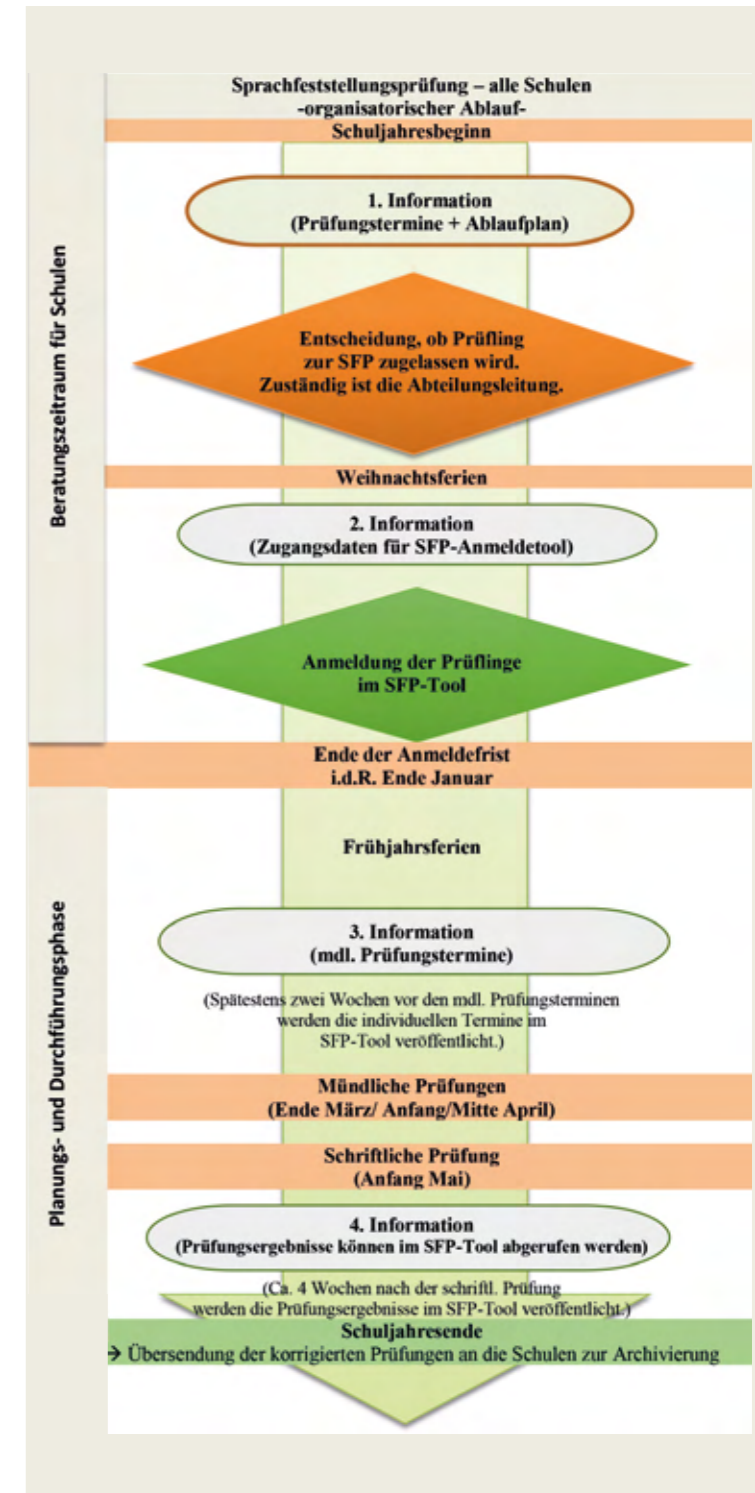 Sprachfeststellungsprüfung – alle Schulen
-organisatorischer Ablauf-
Schuljahresbeginn
Beratungszeitraum für Schulen
1. Information
(Prüfungstermine + Ablaufplan)
Entscheidung, ob Prüfling
zur SFP zugelassen wird.
Zuständig ist die Abteilungsleitung.
Weihnachtsferien
2. Information
(Zugangsdaten für SFP-Anmeldetool)
Anmeldung der Prüflinge
im SFP-Tool
Ende der Anmeldefrist
i.d.R. Ende Januar
Planungs- und Durchführungsphase
Frühjahrsferien
3. Information
(mdl. Prüfungstermine)
(Spätestens zwei Wochen vor den mdl. Prüfungsterminen
werden die individuellen Termine im
SFP-Tool veröffentlicht.)
Mündliche Prüfungen
(Ende März/ Anfang/Mitte April)
Schriftliche Prüfung
(Anfang Mai)
4. Information
(Prüfungsergebnisse können im SFP-Tool abgerufen werden)
(Ca. 4 Wochen nach der schriftl. Prüfung
werden die Prüfungsergebnisse im SFP-Tool veröffentlicht.)
Schuljahresende
→ Übersendung der korrigierten Prüfungen an die Schulen zur Archivierung